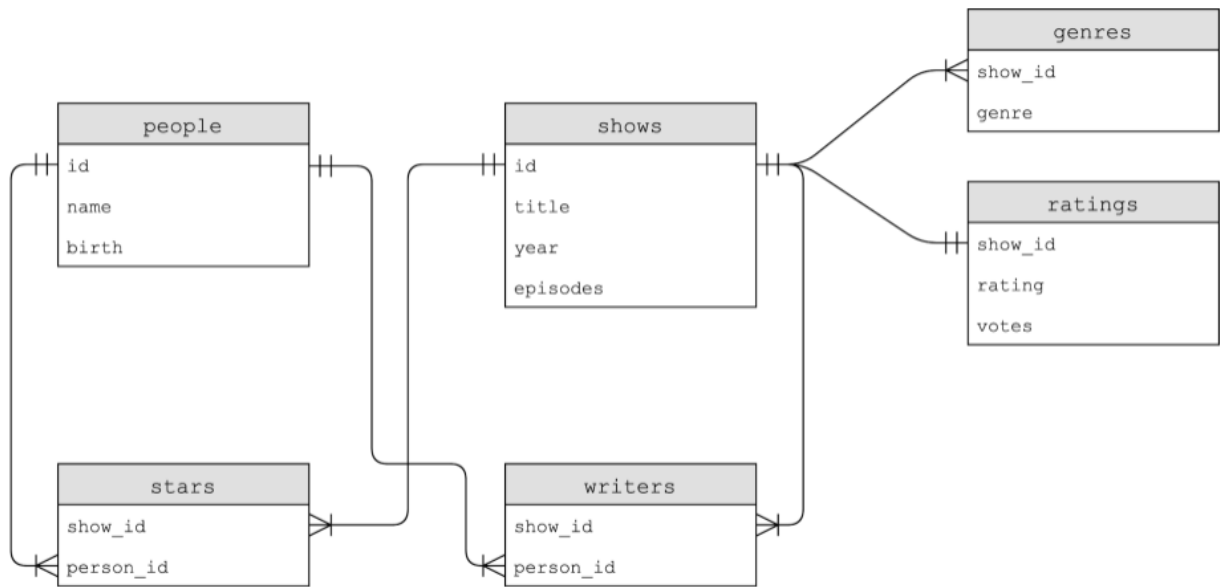 genres
show_id
genre
people
id
name
birth
shows
id
title
year
episodes
ratings
show_id
rating
votes
stars
show_id
person_id
writers
show_id
person_id